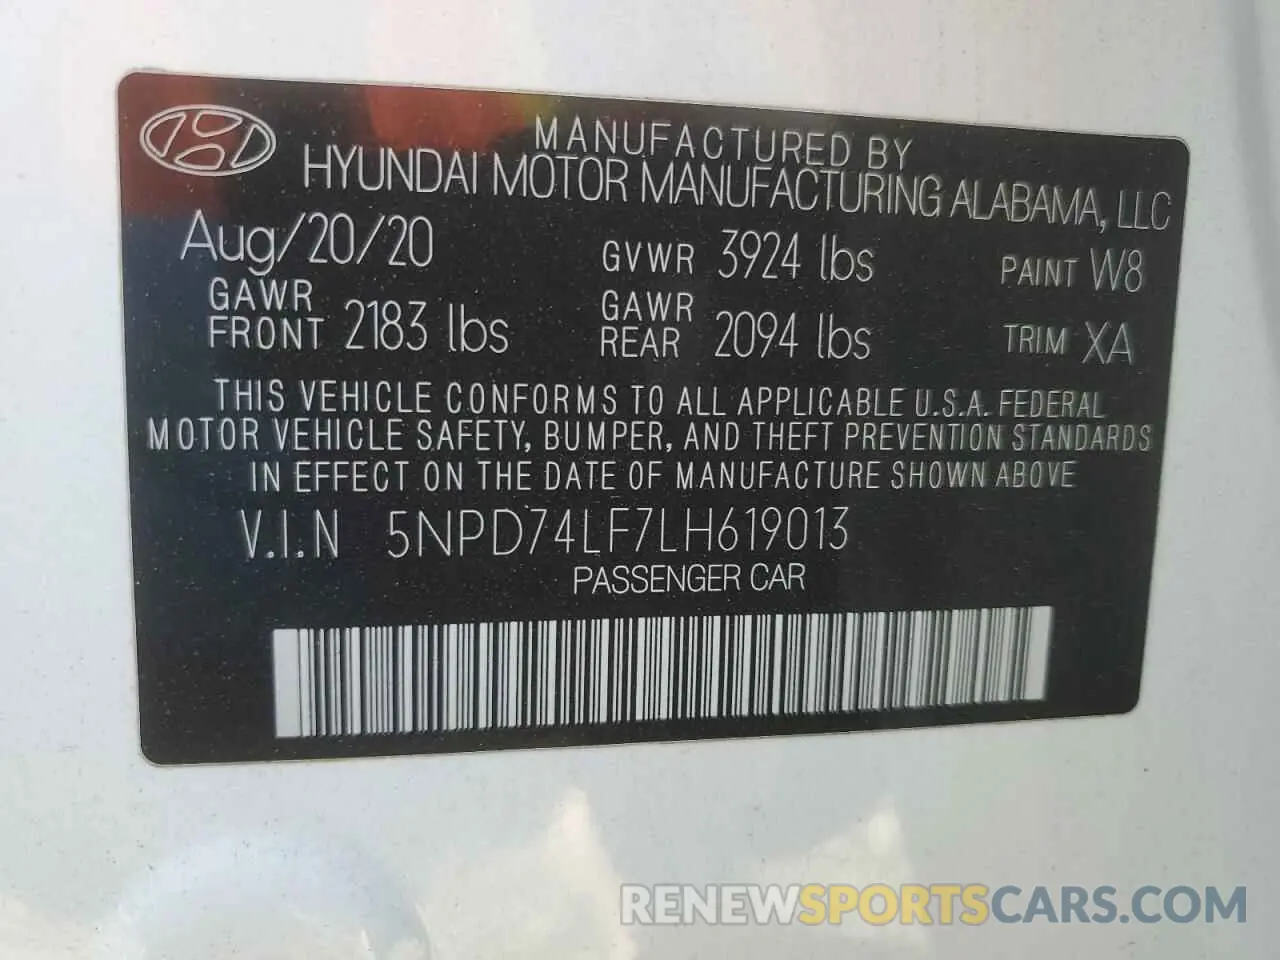 MANUFACTURED BY
HYUNDAI MOTOR MANUFACTURING ALABAMA, LLC
Aug/20/20 GVWR 3924 lbs PAINT W8
GAWR FRONT 2183 lbs GAWR REAR 2094 lbs TRIM XA
THIS VEHICLE CONFORMS TO ALL APPLICABLE U.S.A. FEDERAL
MOTOR VEHICLE SAFETY, BUMPER, AND THEFT PREVENTION STANDARDS
IN EFFECT ON THE DATE OF MANUFACTURE SHOWN ABOVE
V.I.N 5NPD74LF7LH619013
PASSENGER CAR
RENEWSPORTSCARS.COM